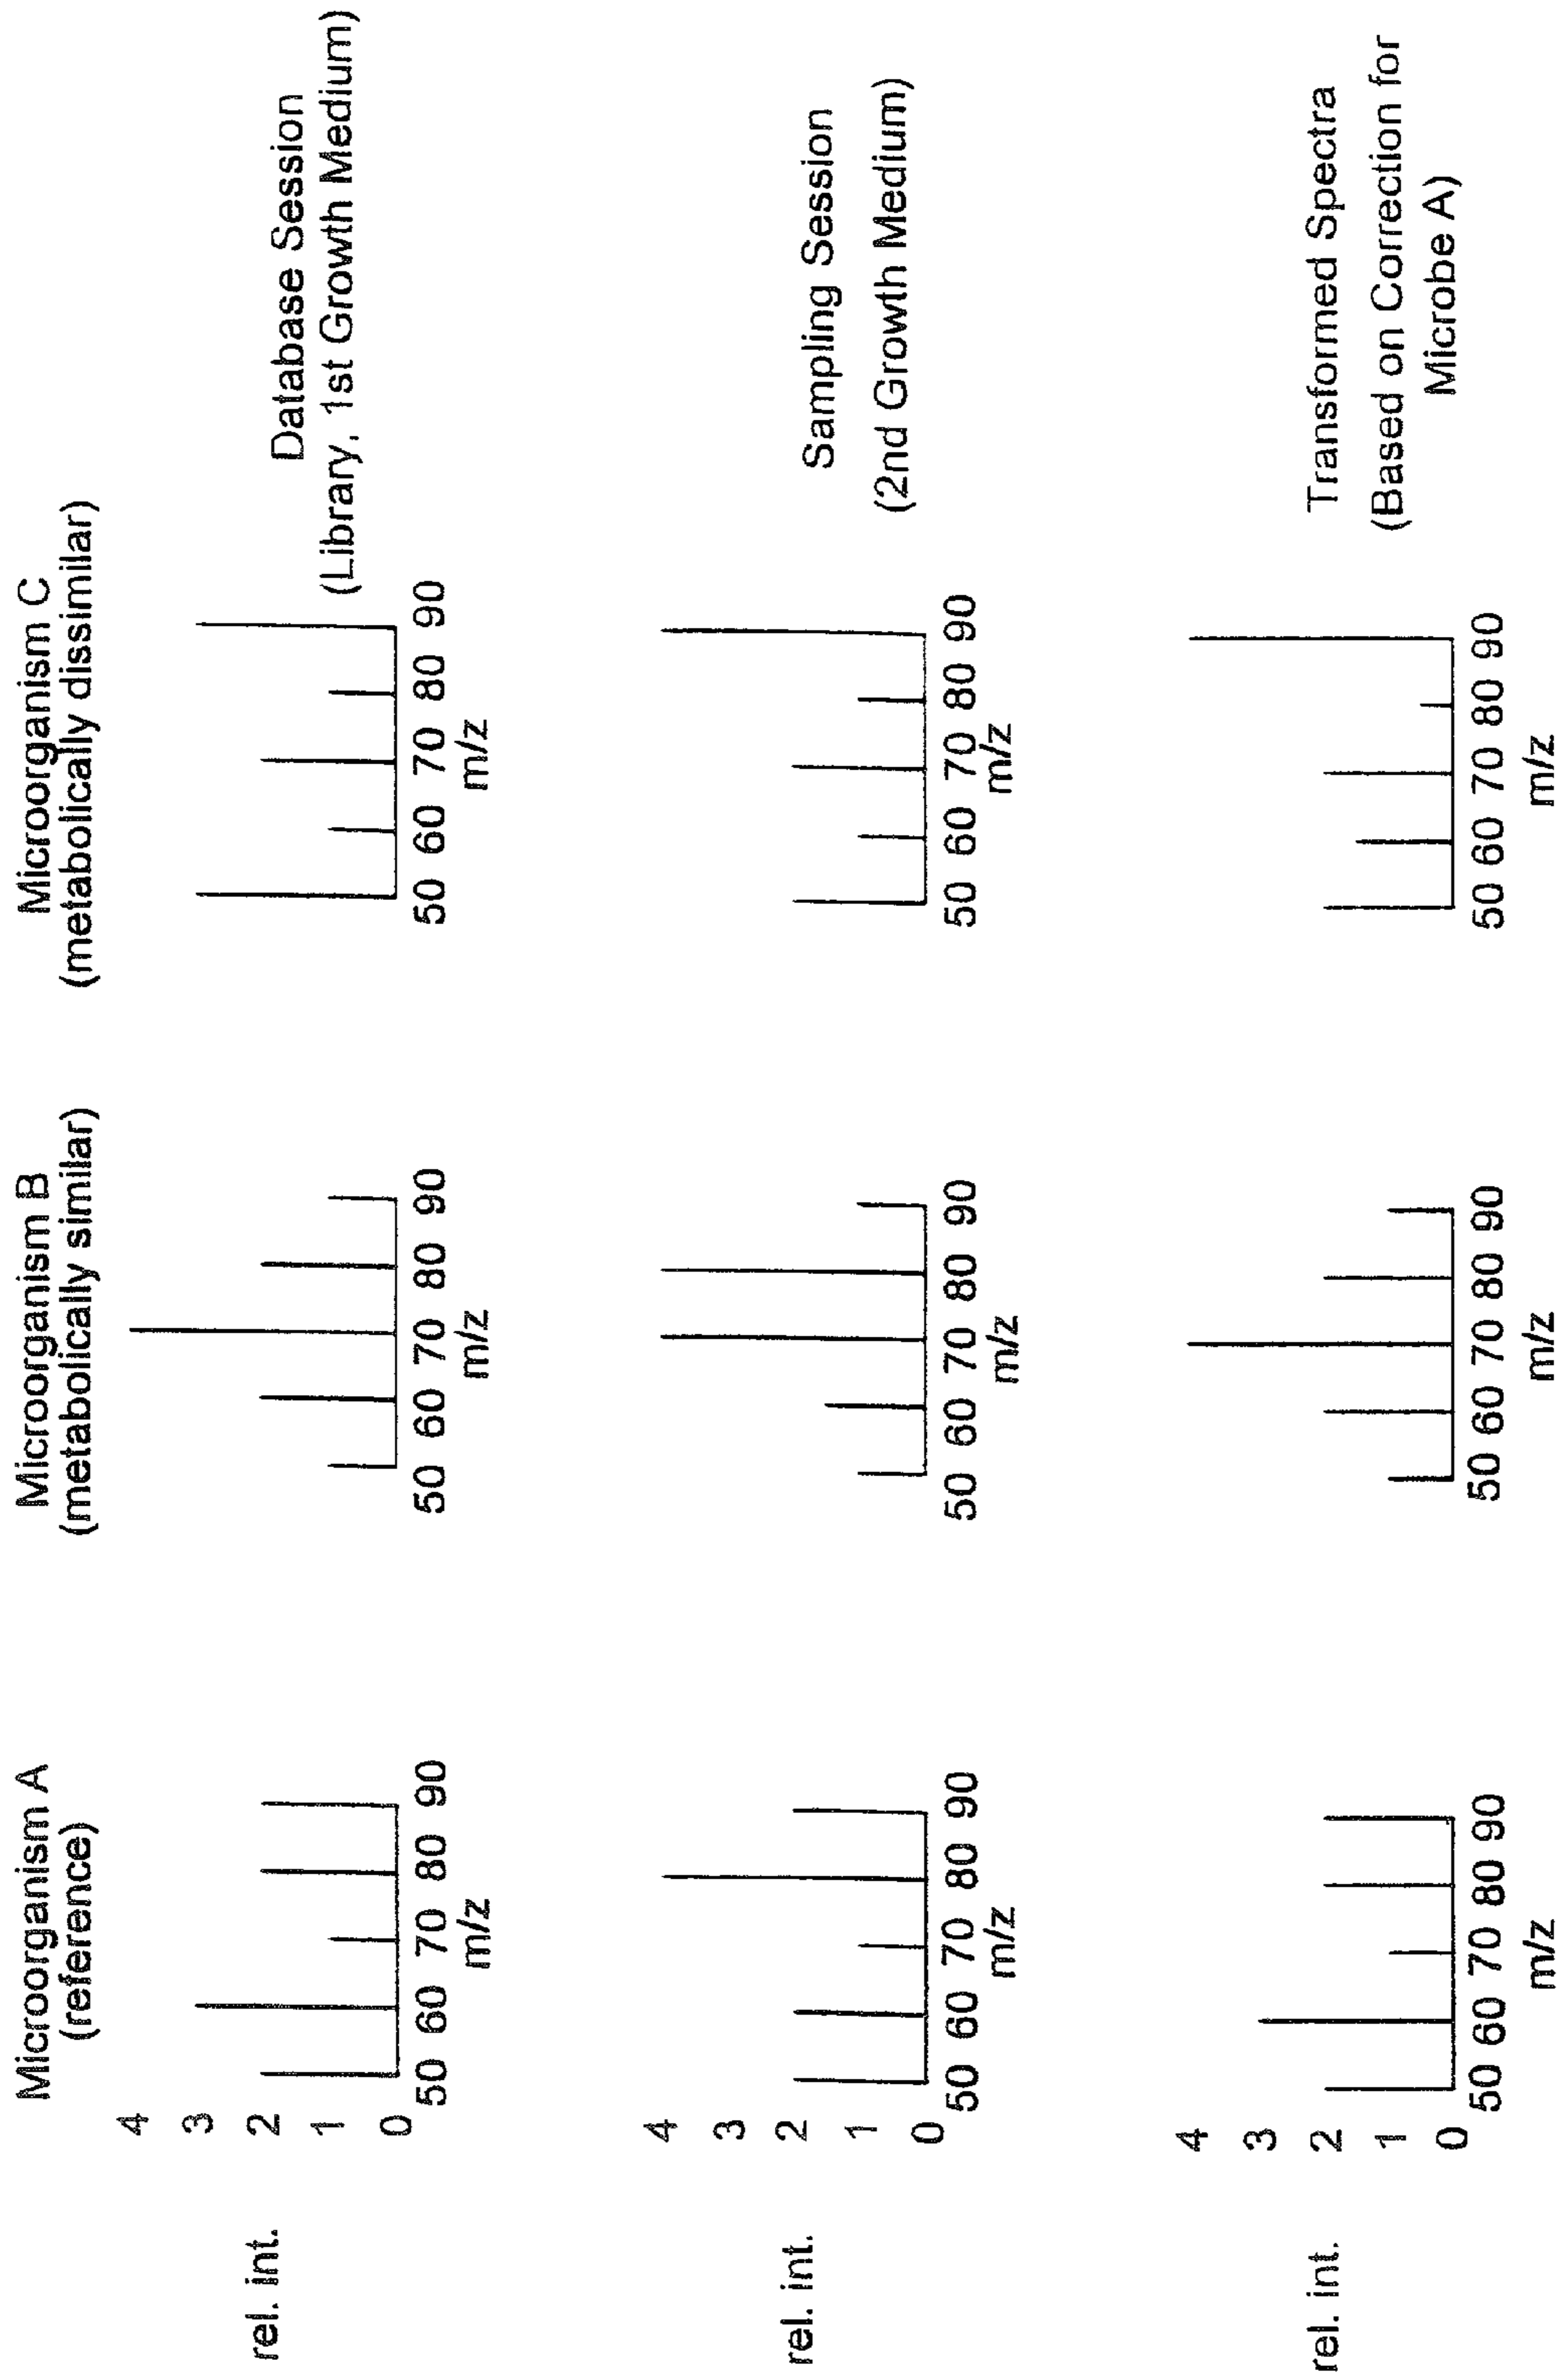 Microorganism A
(reference)
Microorganism B
(metabolically similar)
Microorganism C
(metabolically dissimilar)
rel. int.
4
3
2
1
0
50 60 70 80 90
m/z
50 60 70 80 90
m/z
50 60 70 80 90
m/z
Database Session
(Library, 1st Growth Medium)
rel. int.
4
3
2
1
0
50 60 70 80 90
m/z
50 60 70 80 90
m/z
50 60 70 80 90
m/z
Sampling Session
(2nd Growth Medium)
rel. int.
4
3
2
1
0
50 60 70 80 90
m/z
50 60 70 80 90
m/z
50 60 70 80 90
m/z
Transformed Spectra
(Based on Correction for
Microbe A)